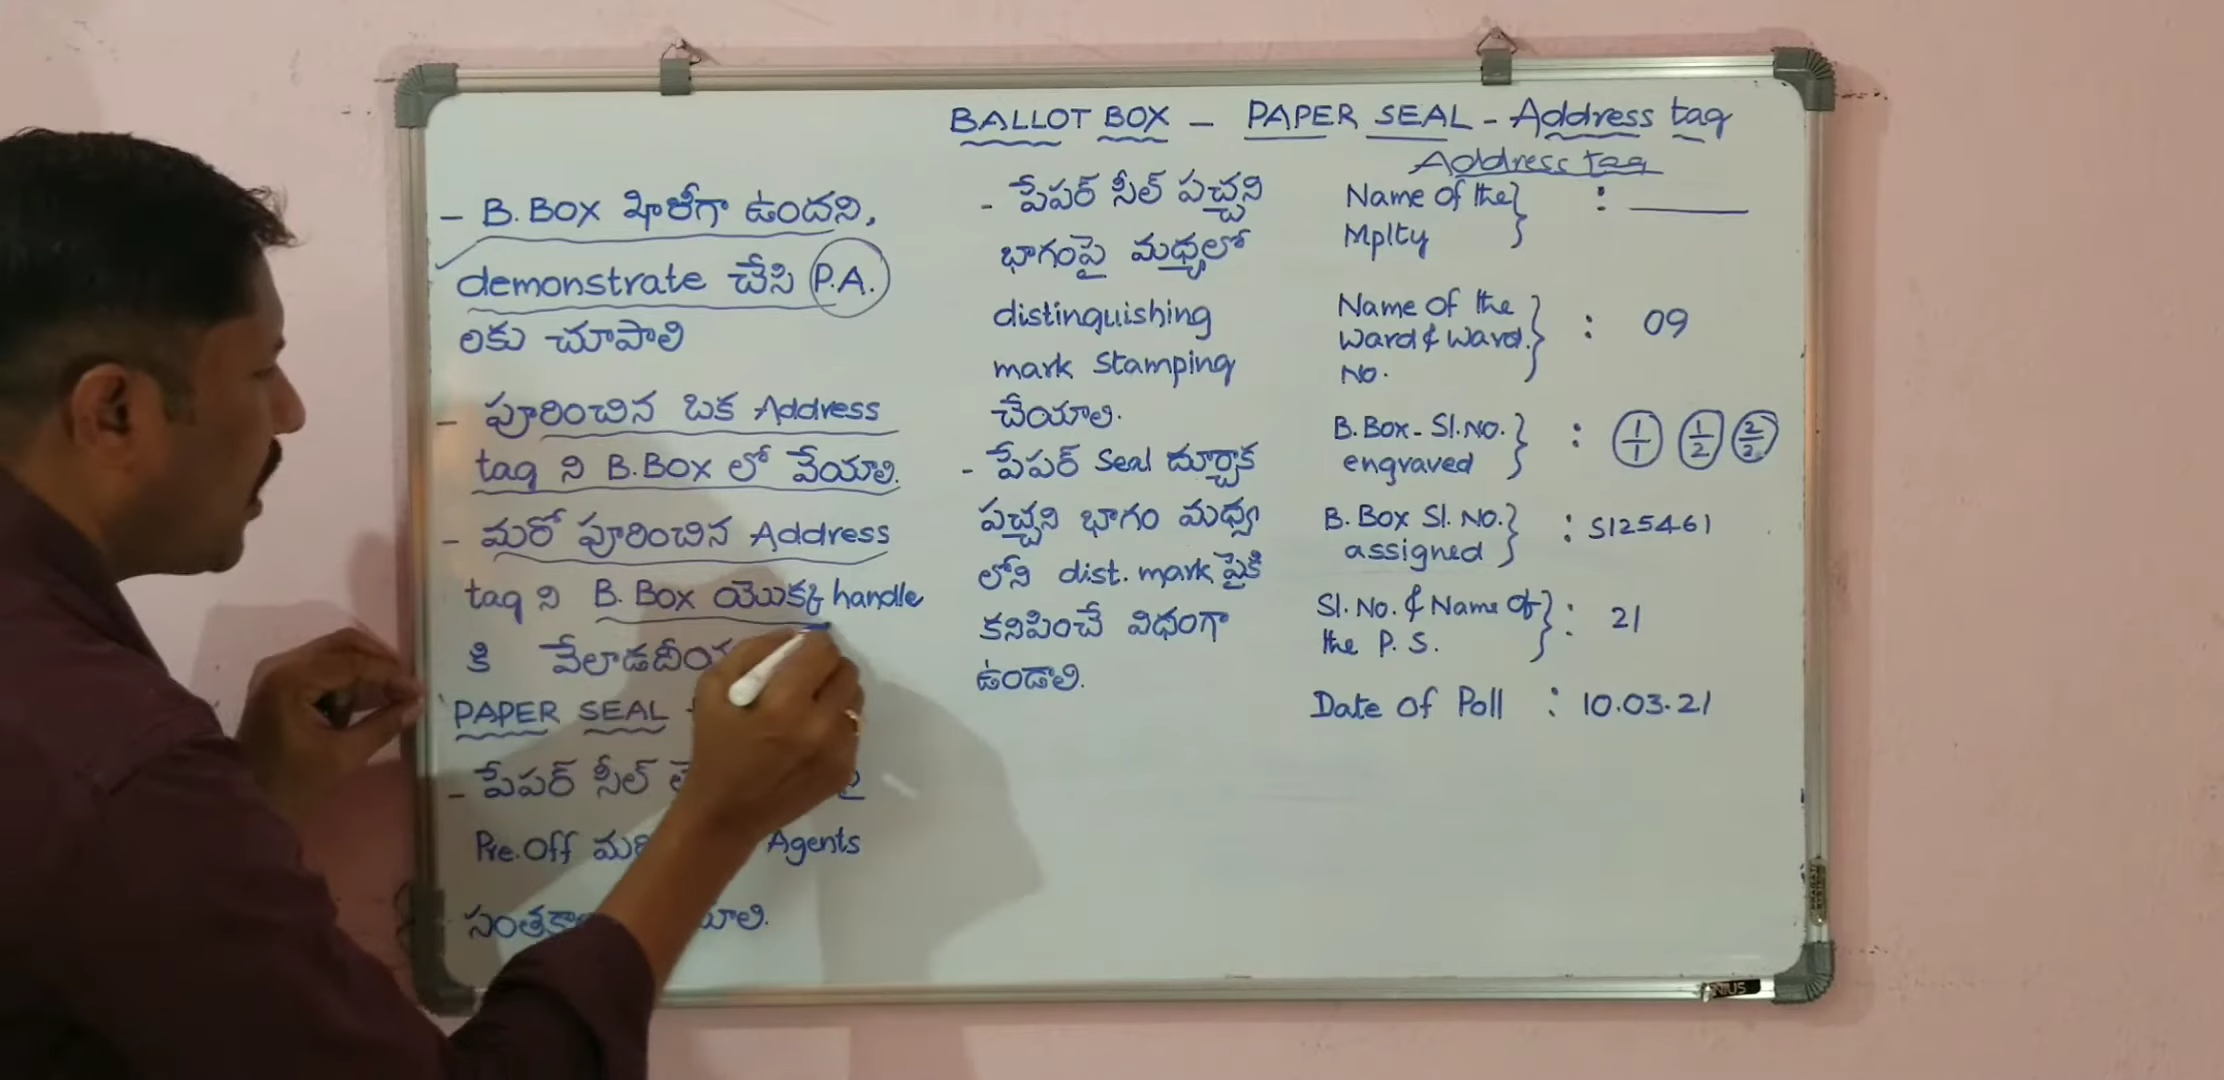 BALLOT BOX - PAPER SEAL - Address tag
- B.BOX ఖాళీగా ఉందని,
demonstrate చేసి P.A.
లకు చూపాలి
- పూరించిన ఒక Address
tag ని B.BOX లో వేయాలి.
- మరో పూరించిన Address
tag ని B. Box యొక్క handle
కి వేలాడదీయ
PAPER SEAL
- పేపర్ సీల్
Pre.Off Agents
- పేపర్ సీల్ పచ్చని
భాగంపై మధ్యలో
distinguishing
mark Stamping
చేయాలి.
- పేపర్ Seal దూర్చాక
పచ్చని భాగం మధ్య
లోని dist. mark పైకి
కనిపించే విధంగా
ఉండాలి.
Address tag
Name of the } : ______
Mplty
Name of the
Ward & Ward. } : 09
No.
B.Box - Sl.No. } : 1/1 1/2 2/2
engraved
B. Box Sl. No. } : S125461
assigned
Sl. No. & Name of } : 21
the P. S.
Date of Poll : 10.03.21